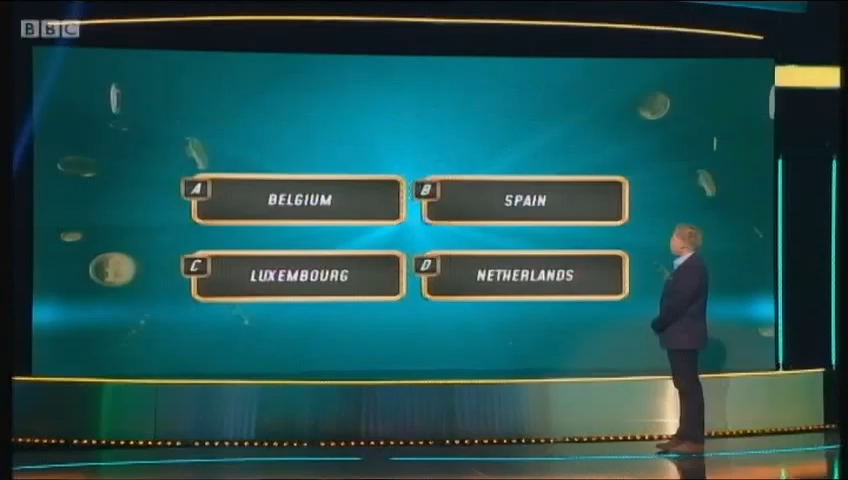 BBC
A BELGIUM
B SPAIN
C LUXEMBOURG
D NETHERLANDS